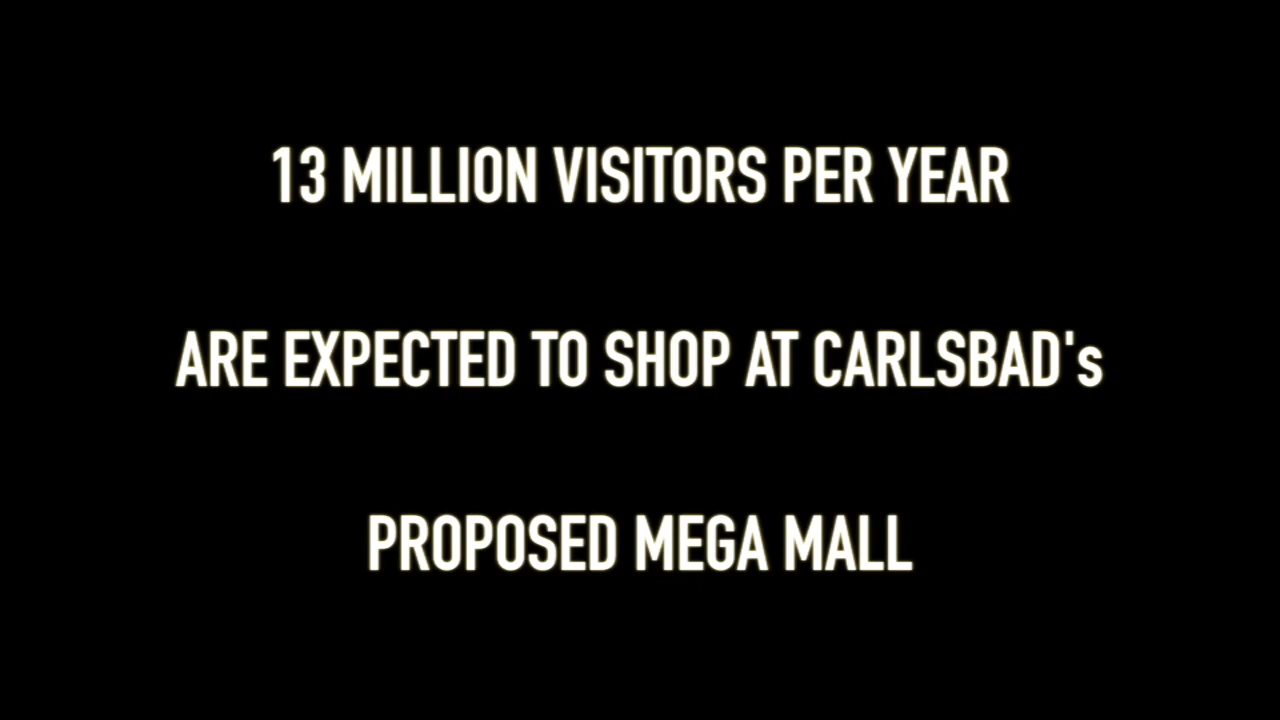 13 MILLION VISITORS PER YEAR
ARE EXPECTED TO SHOP AT CARLSBAD's
PROPOSED MEGA MALL